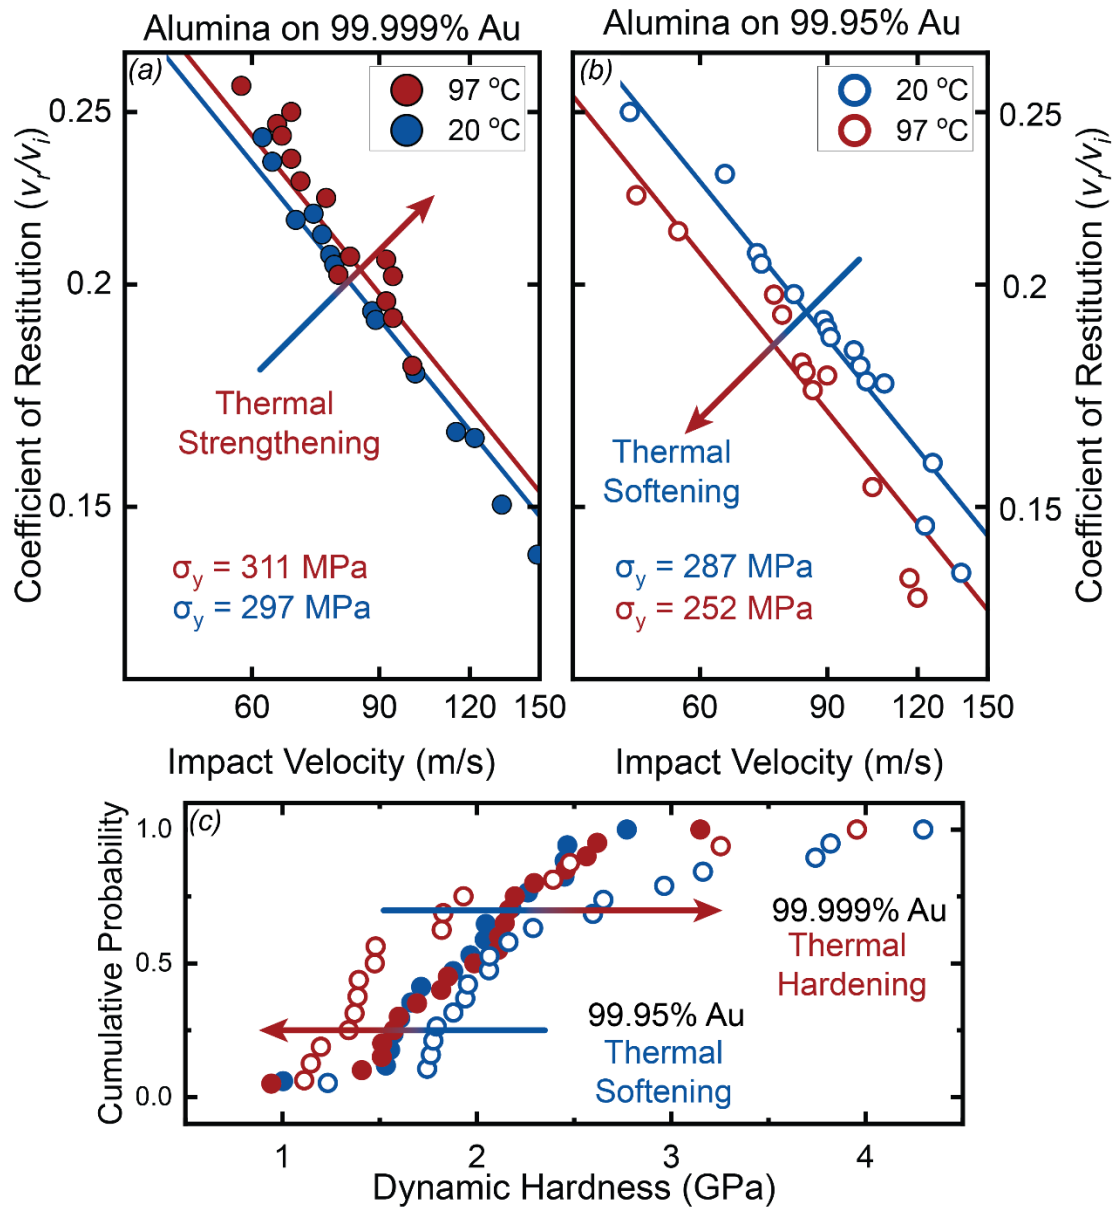 Alumina on 99.999% Au
Alumina on 99.95% Au
(a)
97 °C
20 °C
0.25
0.2
0.15
Coefficient of Restitution (vr/vi)
Thermal
Strengthening
σy = 311 MPa
σy = 297 MPa
60
90
120
150
Impact Velocity (m/s)
(b)
20 °C
97 °C
0.25
0.2
0.15
Coefficient of Restitution (vr/vi)
Thermal
Softening
σy = 287 MPa
σy = 252 MPa
60
90
120
150
Impact Velocity (m/s)
(c)
1.0
0.5
0.0
Cumulative Probability
99.999% Au
Thermal
Hardening
99.95% Au
Thermal
Softening
1
2
3
4
Dynamic Hardness (GPa)